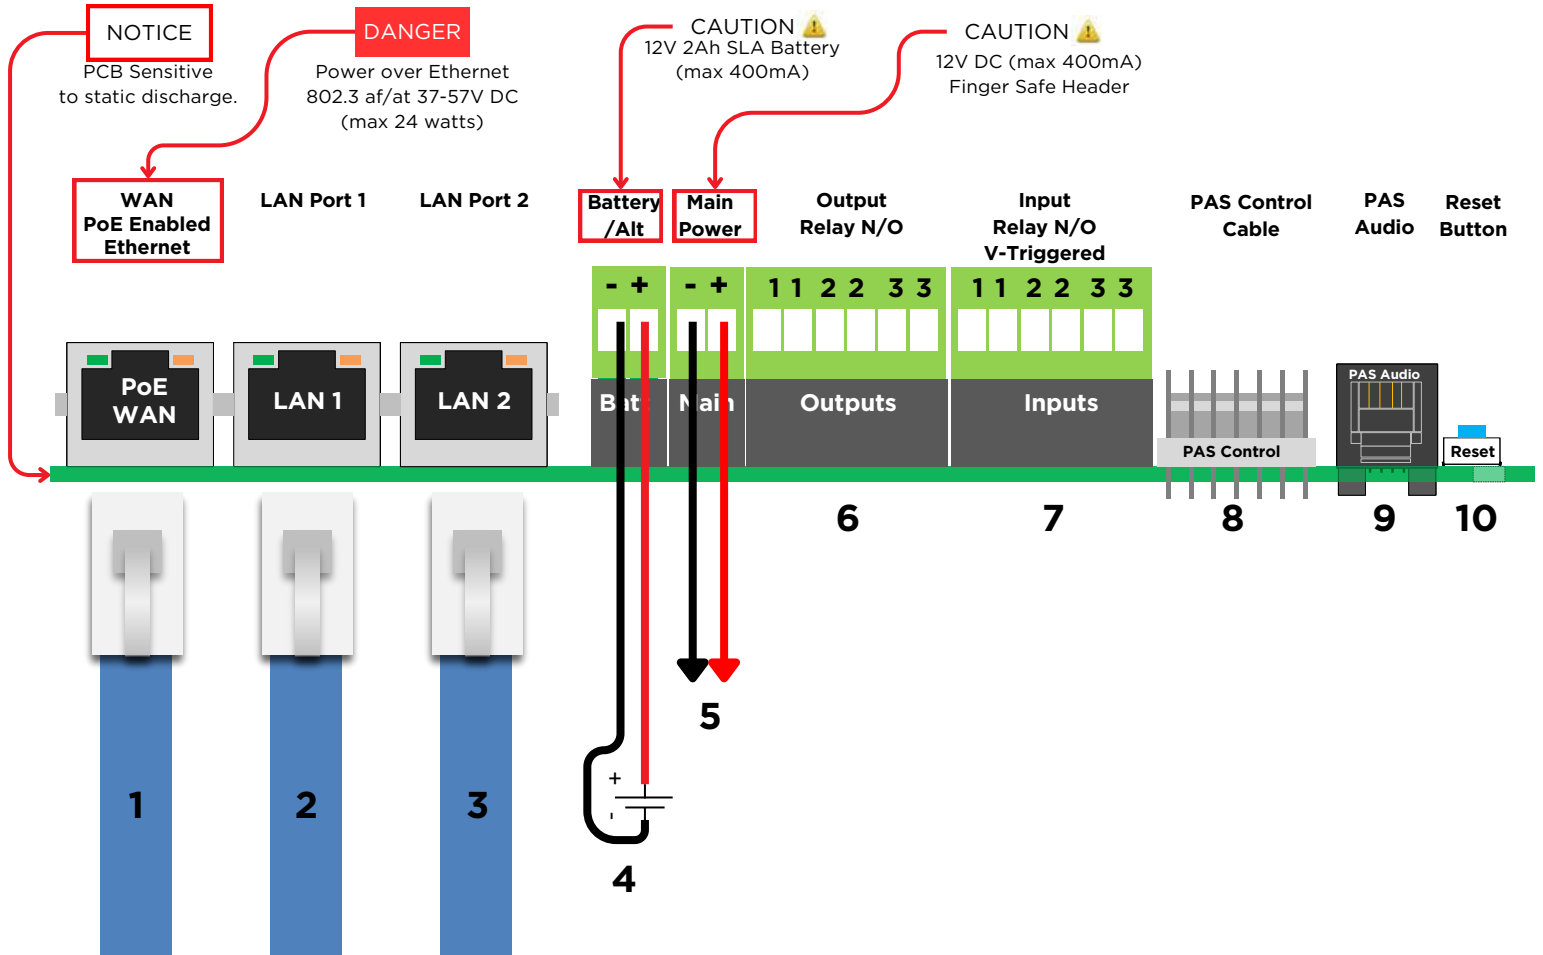 NOTICE
PCB Sensitive
to static discharge.
DANGER
Power over Ethernet
802.3 af/at 37-57V DC
(max 24 watts)
CAUTION
12V 2Ah SLA Battery
(max 400mA)
CAUTION
12V DC (max 400mA)
Finger Safe Header
WAN
PoE Enabled
Ethernet
LAN Port 1
LAN Port 2
Battery
/Alt
Main
Power
Output
Relay N/O
Input
Relay N/O
V-Triggered
PAS Control
Cable
PAS
Audio
Reset
Button
- +
- +
1 1 2 2 3 3
1 1 2 2 3 3
PoE
WAN
LAN 1
LAN 2
Batt
Main
Outputs
Inputs
PAS Control
PAS Audio
Reset
6
7
8
9
10
5
1
2
3
+
-
4